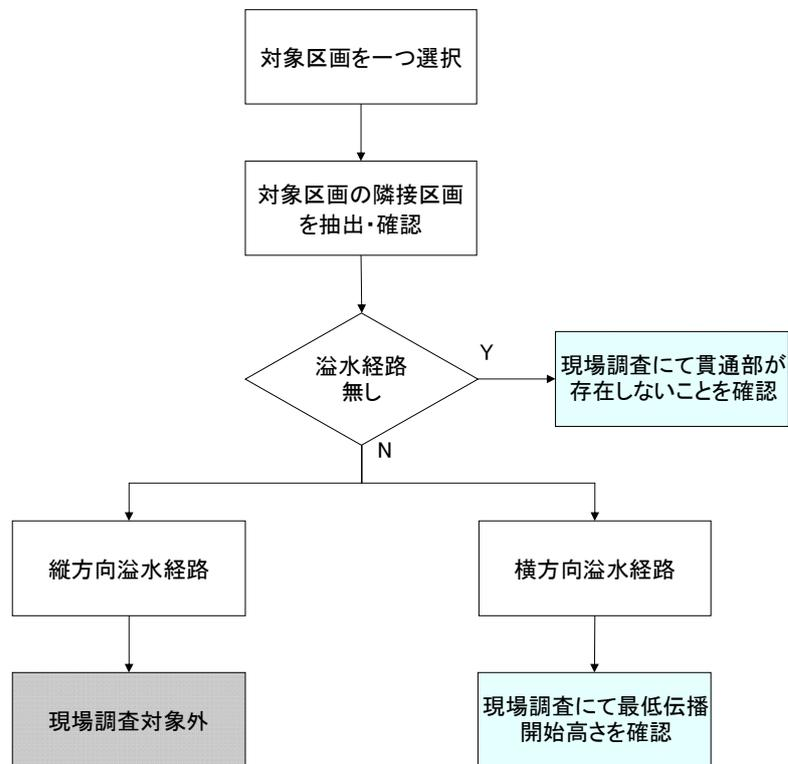 対象区画を一つ選択
対象区画の隣接区画
を抽出・確認
溢水経路
無し
Y
現場調査にて貫通部が
存在しないことを確認
N
縦方向溢水経路
横方向溢水経路
現場調査対象外
現場調査にて最低伝播
開始高さを確認